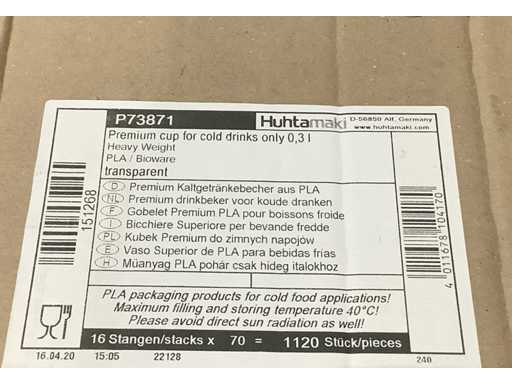 P73871
Huhtamaki D-56850 Alf, Germany
www.huhtamaki.com
Premium cup for cold drinks only 0,3 l
Heavy Weight
PLA / Bioware
transparent
D Premium Kaltgetränkebecher aus PLA
NL Premium drinkbeker voor koude dranken
F Gobelet Premium PLA pour boissons froide
I Bicchiere Superiore per bevande fredde
PL Kubek Premium do zimnych napojów
E Vaso Superior de PLA para bebidas frías
H Müanyag PLA pohár csak hideg italokhoz
151268
4 011678 104170
PLA packaging products for cold food applications!
Maximum filling and storing temperature 40°C!
Please avoid direct sun radiation as well!
16 Stangen/stacks x 70 = 1120 Stück/pieces
16.04.20 15:05 22128 240